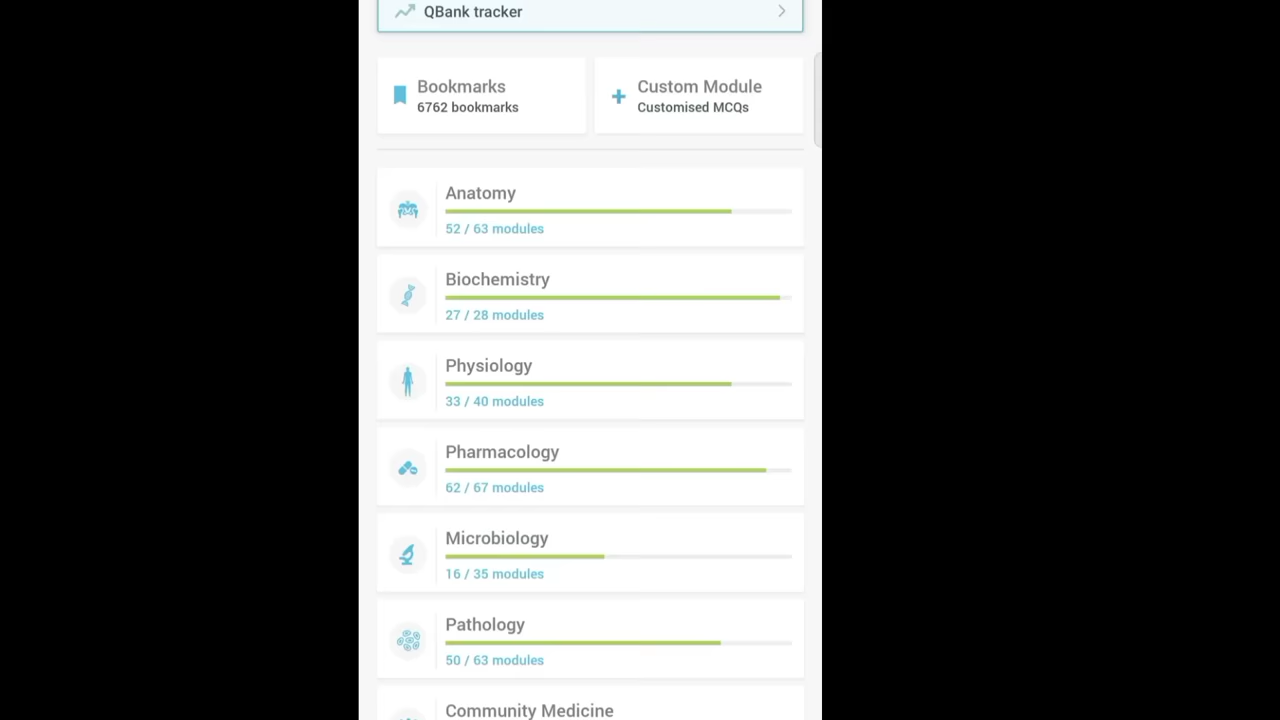 QBank tracker
Bookmarks
6762 bookmarks
Custom Module
Customised MCQs
Anatomy
52 / 63 modules
Biochemistry
27 / 28 modules
Physiology
33 / 40 modules
Pharmacology
62 / 67 modules
Microbiology
16 / 35 modules
Pathology
50 / 63 modules
Community Medicine